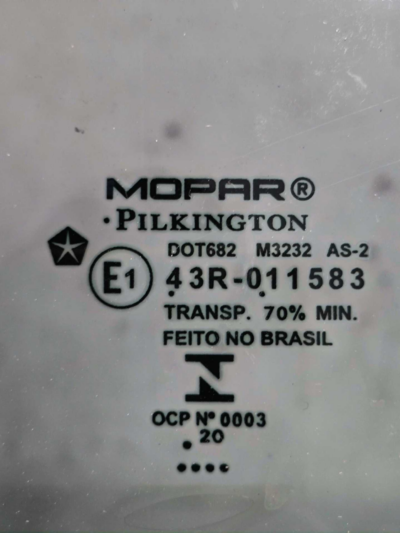 MOPAR®
·PILKINGTON
DOT682 M3232 AS-2
E1 43R-011583
TRANSP. 70% MIN.
FEITO NO BRASIL
OCP Nº 0003
20